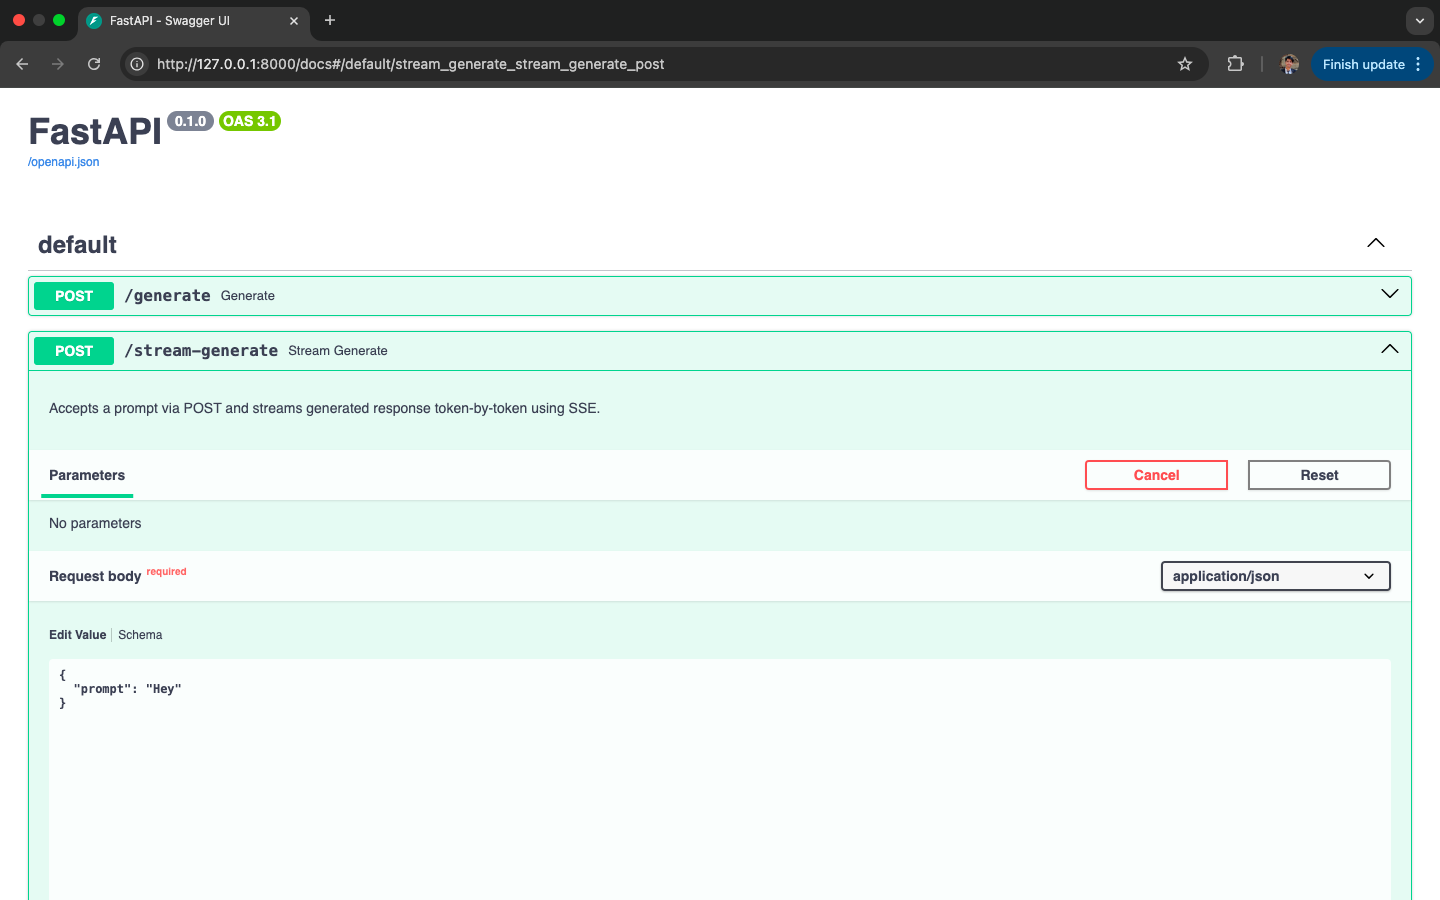 FastAPI - Swagger UI
http://127.0.0.1:8000/docs#/default/stream_generate_stream_generate_post
Finish update
FastAPI 0.1.0 OAS 3.1
/openapi.json
default
POST /generate Generate
POST /stream-generate Stream Generate
Accepts a prompt via POST and streams generated response token-by-token using SSE.
Parameters
Cancel
Reset
No parameters
Request body required
application/json
Edit Value Schema
{
"prompt": "Hey"
}